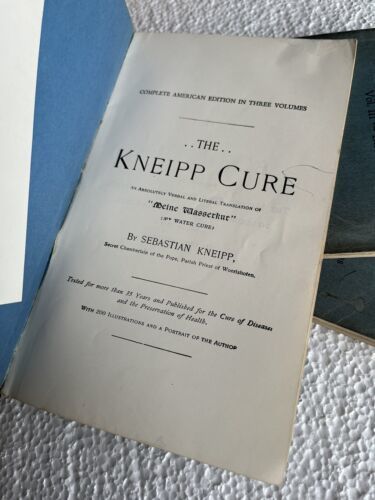 COMPLETE AMERICAN EDITION IN THREE VOLUMES
..THE..
KNEIPP CURE
AN ABSOLUTELY VERBAL AND LITERAL TRANSLATION OF
"Meine Wasserkur"
(MY WATER CURE)
BY SEBASTIAN KNEIPP,
Secret Chamberlain of the Pope, Parish Priest of Worishofen.
Tested for more than 35 Years and Published for the Cure of Diseases
and the Preservation of Health.
WITH 200 ILLUSTRATIONS AND A PORTRAIT OF THE AUTHOR